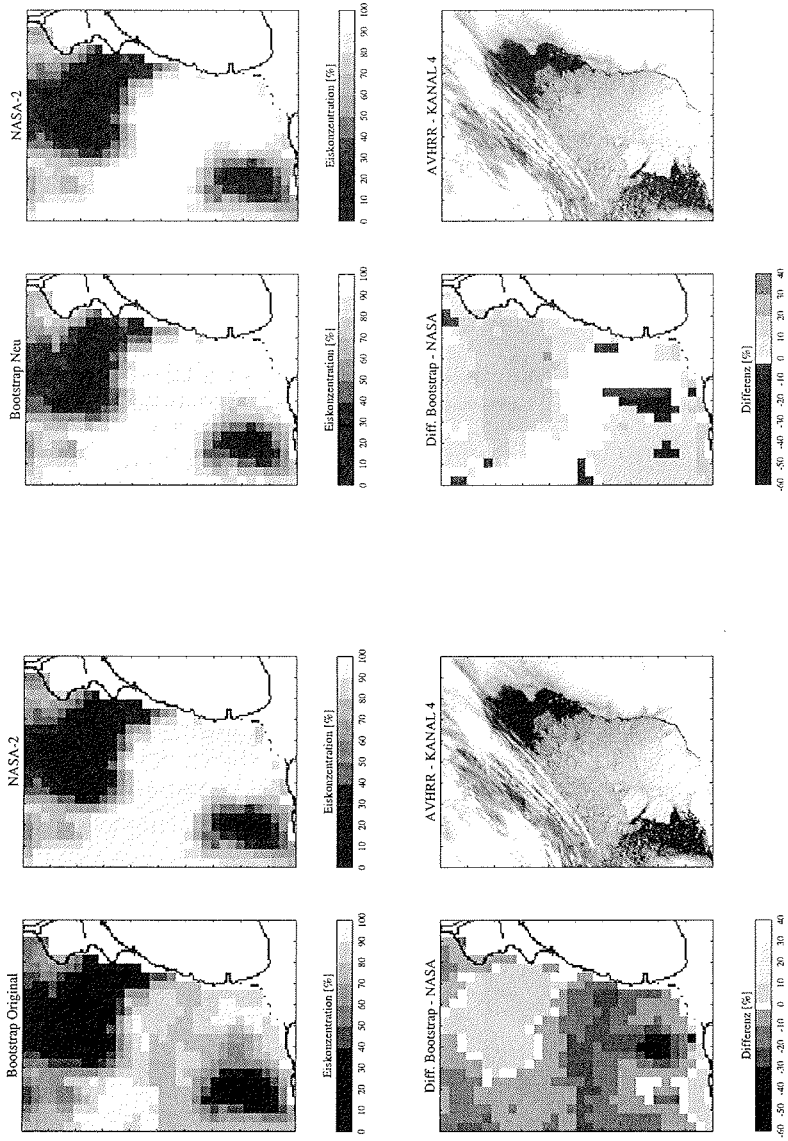 NASA-2
Eiskonzentration [%]
0 10 20 30 40 50 60 70 80 90 100
AVHRR - KANAL 4
Bootstrap Neu
Eiskonzentration [%]
0 10 20 30 40 50 60 70 80 90 100
Diff. Bootstrap - NASA
Differenz [%]
-60 -50 -40 -30 -20 -10 0 10 20 30 40
NASA-2
Eiskonzentration [%]
0 10 20 30 40 50 60 70 80 90 100
AVHRR - KANAL 4
Bootstrap Original
Eiskonzentration [%]
0 10 20 30 40 50 60 70 80 90 100
Diff. Bootstrap - NASA
Differenz [%]
-60 -50 -40 -30 -20 -10 0 10 20 30 40